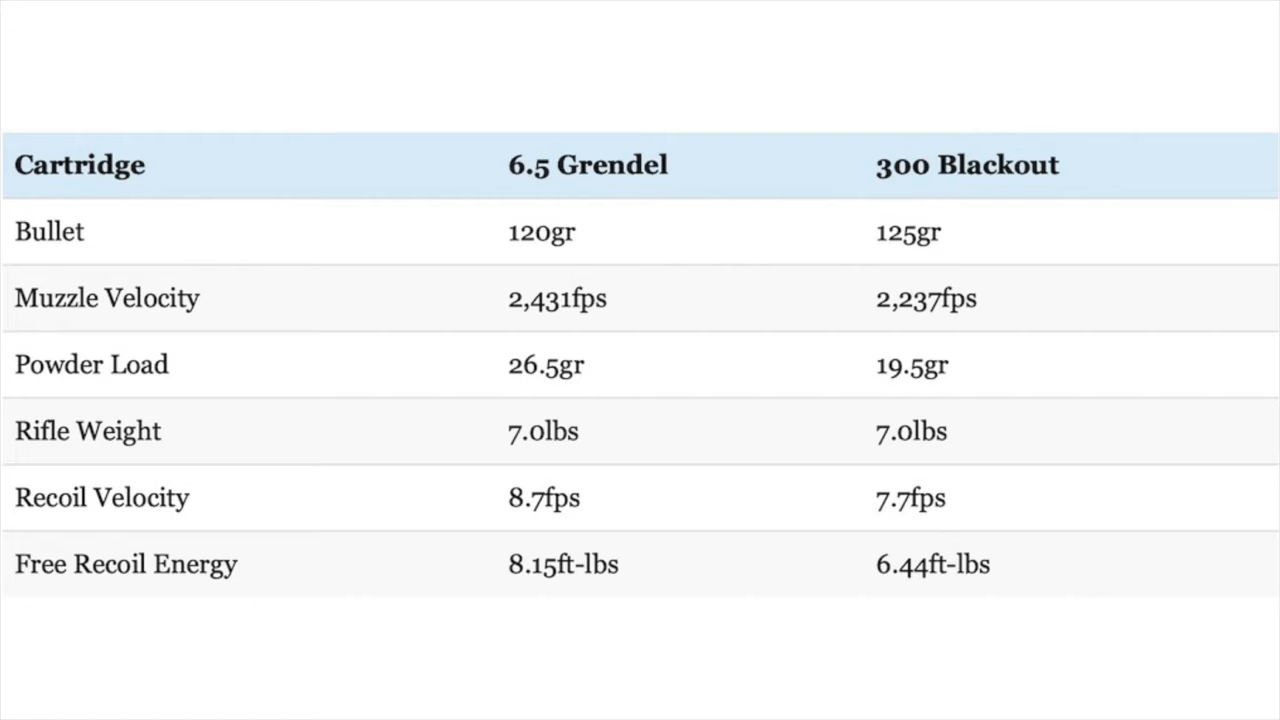 Cartridge 6.5 Grendel 300 Blackout
Bullet 120gr 125gr
Muzzle Velocity 2,431fps 2,237fps
Powder Load 26.5gr 19.5gr
Rifle Weight 7.0lbs 7.0lbs
Recoil Velocity 8.7fps 7.7fps
Free Recoil Energy 8.15ft-lbs 6.44ft-lbs